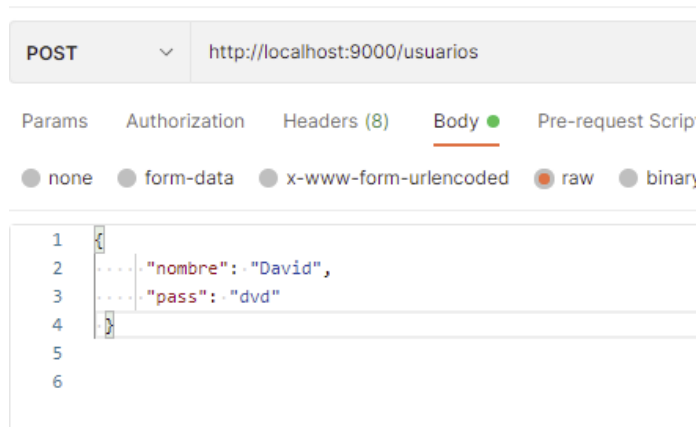 POST http://localhost:9000/usuarios
Params Authorization Headers (8) Body Pre-request Script
none form-data x-www-form-urlencoded raw binary
1 {
2 "nombre": "David",
3 "pass": "dvd"
4 }
5
6